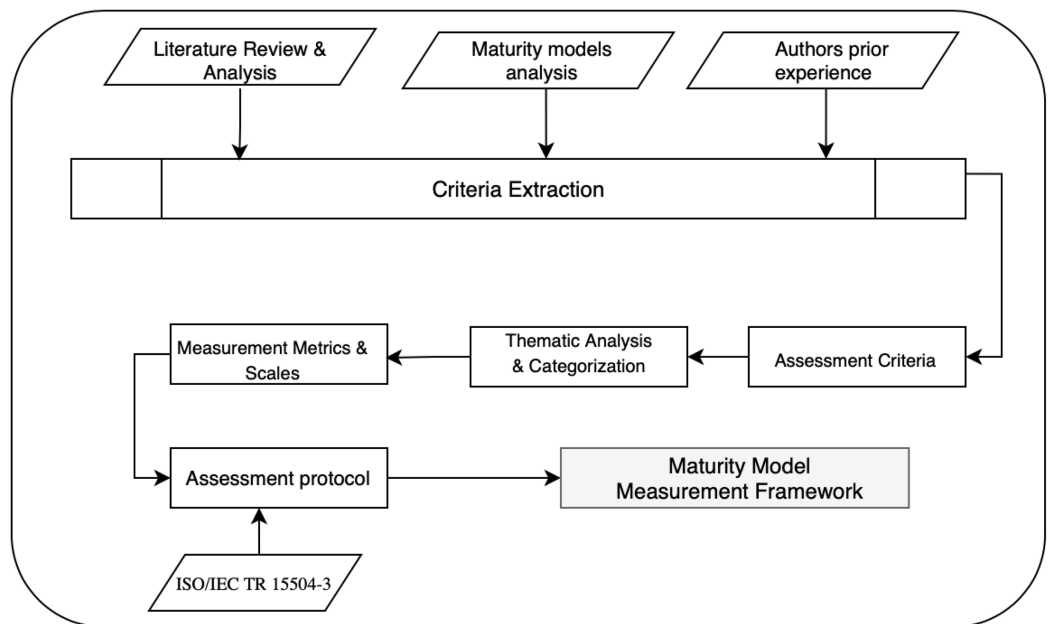 Literature Review &
Analysis
Maturity models
analysis
Authors prior
experience
Criteria Extraction
Measurement Metrics &
Scales
Thematic Analysis
& Categorization
Assessment Criteria
Assessment protocol
Maturity Model
Measurement Framework
ISO/IEC TR 15504-3